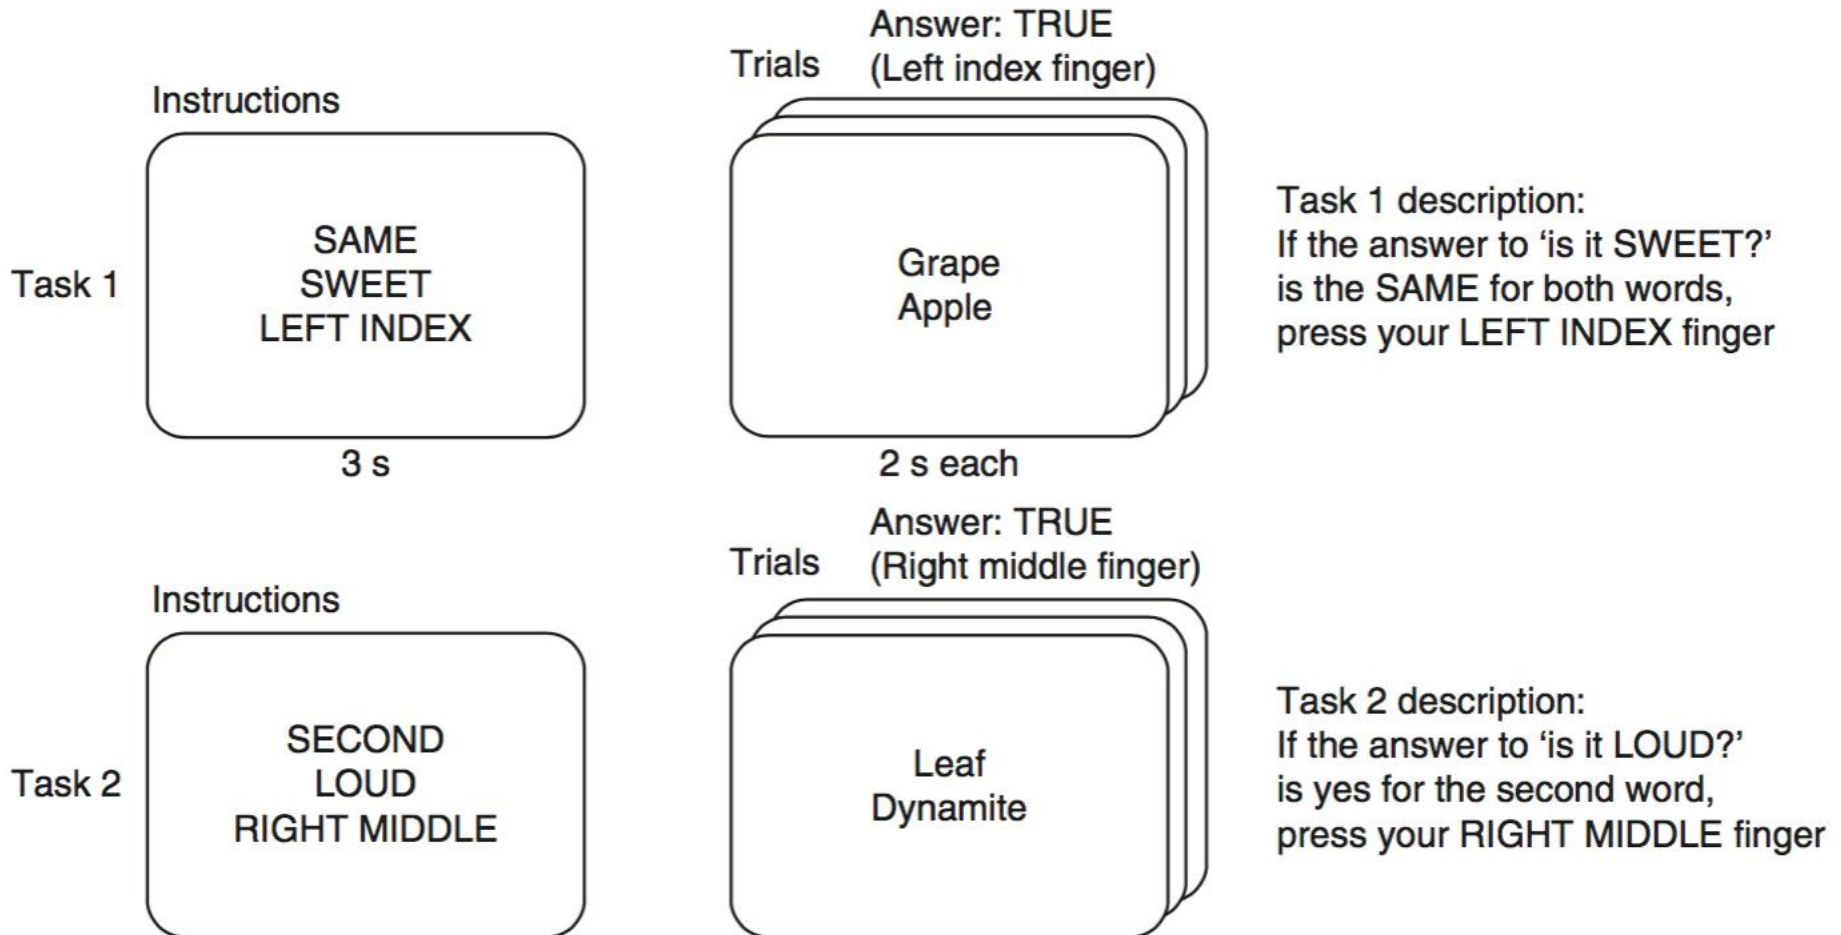 Task 1
Instructions
SAME
SWEET
LEFT INDEX
3 s
Trials
Answer: TRUE
(Left index finger)
Grape
Apple
2 s each
Task 1 description:
If the answer to ‘is it SWEET?’
is the SAME for both words,
press your LEFT INDEX finger
Task 2
Instructions
SECOND
LOUD
RIGHT MIDDLE
Trials
Answer: TRUE
(Right middle finger)
Leaf
Dynamite
Task 2 description:
If the answer to ‘is it LOUD?’
is yes for the second word,
press your RIGHT MIDDLE finger